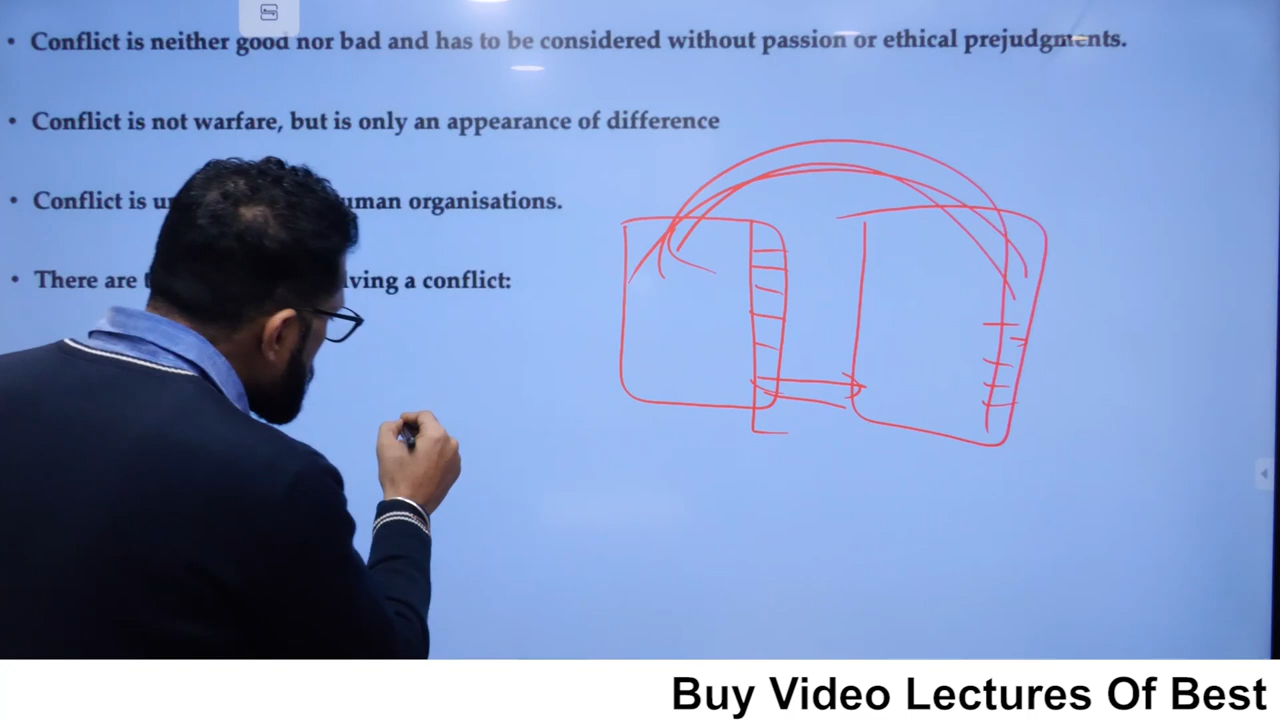 • Conflict is neither good nor bad and has to be considered without passion or ethical prejudgments.
• Conflict is not warfare, but is only an appearance of difference
• Conflict is organisations.
• There are a conflict:
Buy Video Lectures Of Best